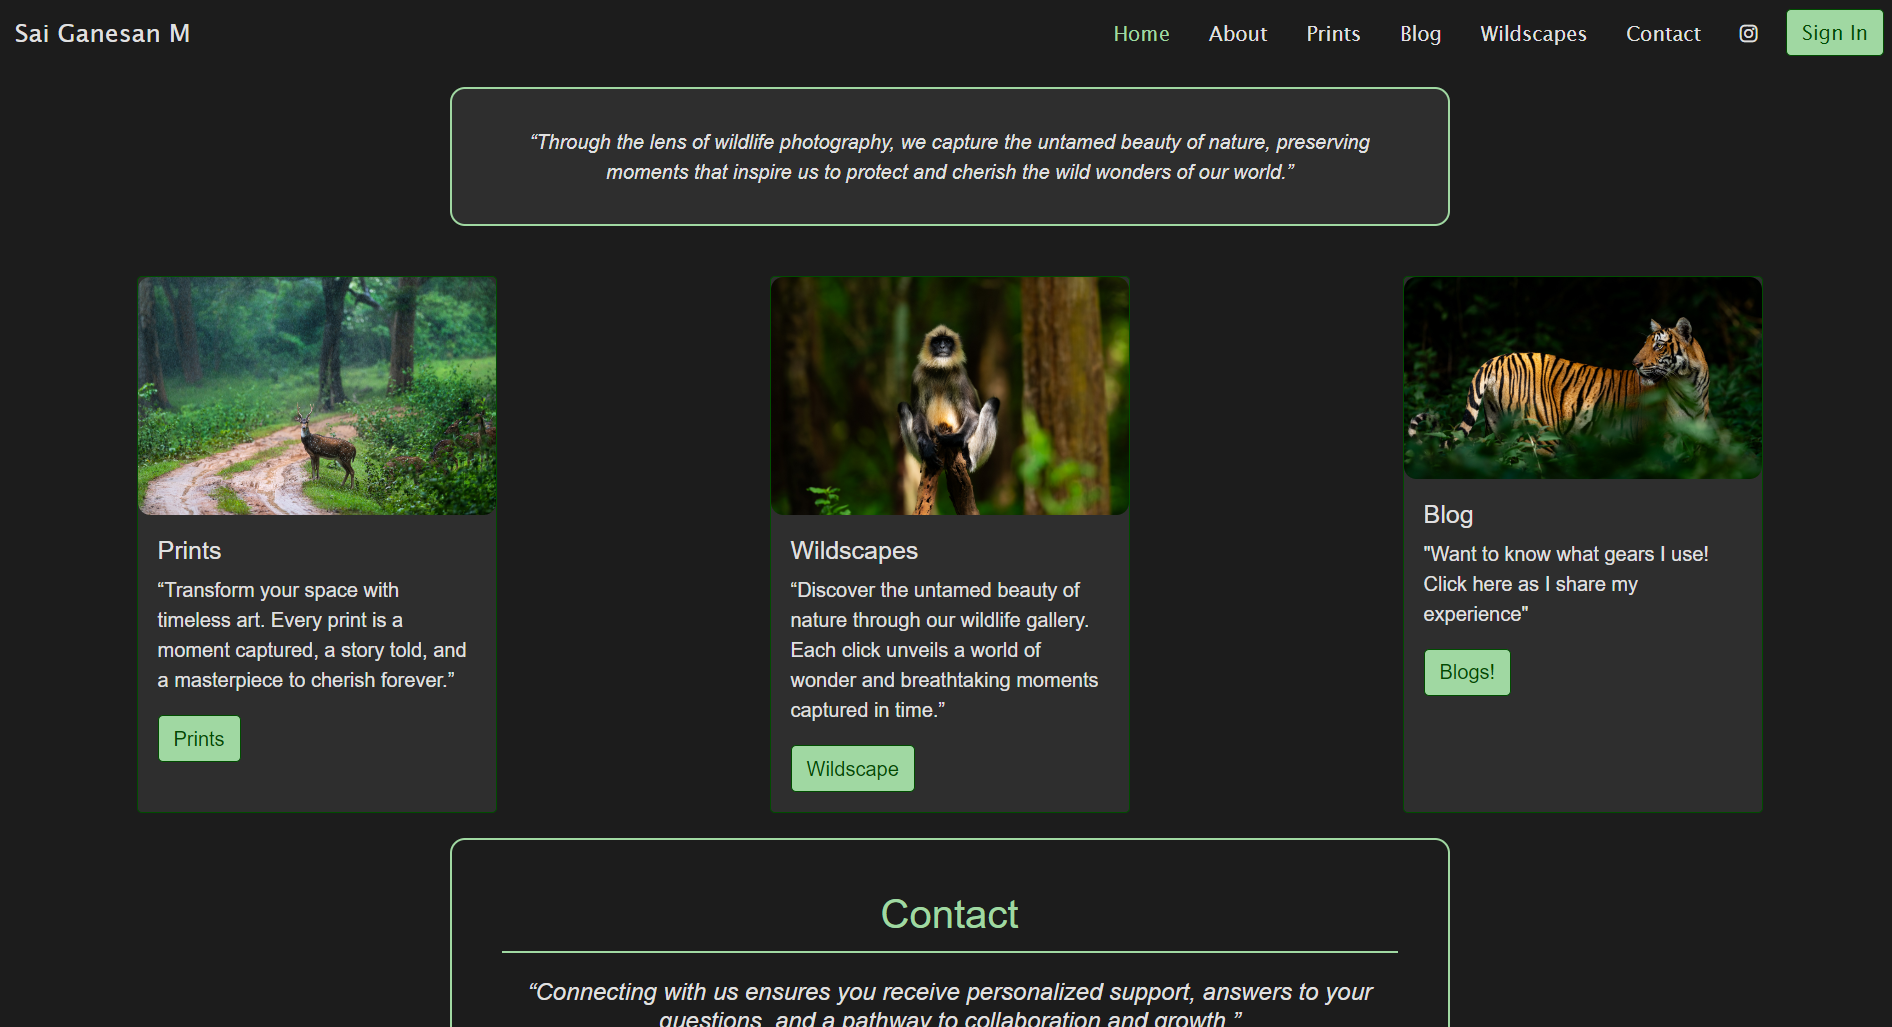 Sai Ganesan M
Home About Prints Blog Wildscapes Contact Sign In
“Through the lens of wildlife photography, we capture the untamed beauty of nature, preserving
moments that inspire us to protect and cherish the wild wonders of our world.”
Prints
“Transform your space with
timeless art. Every print is a
moment captured, a story told, and
a masterpiece to cherish forever.”
Prints
Wildscapes
“Discover the untamed beauty of
nature through our wildlife gallery.
Each click unveils a world of
wonder and breathtaking moments
captured in time.”
Wildscape
Blog
"Want to know what gears I use!
Click here as I share my
experience"
Blogs!
Contact
“Connecting with us ensures you receive personalized support, answers to your
questions, and a pathway to collaboration and growth.”